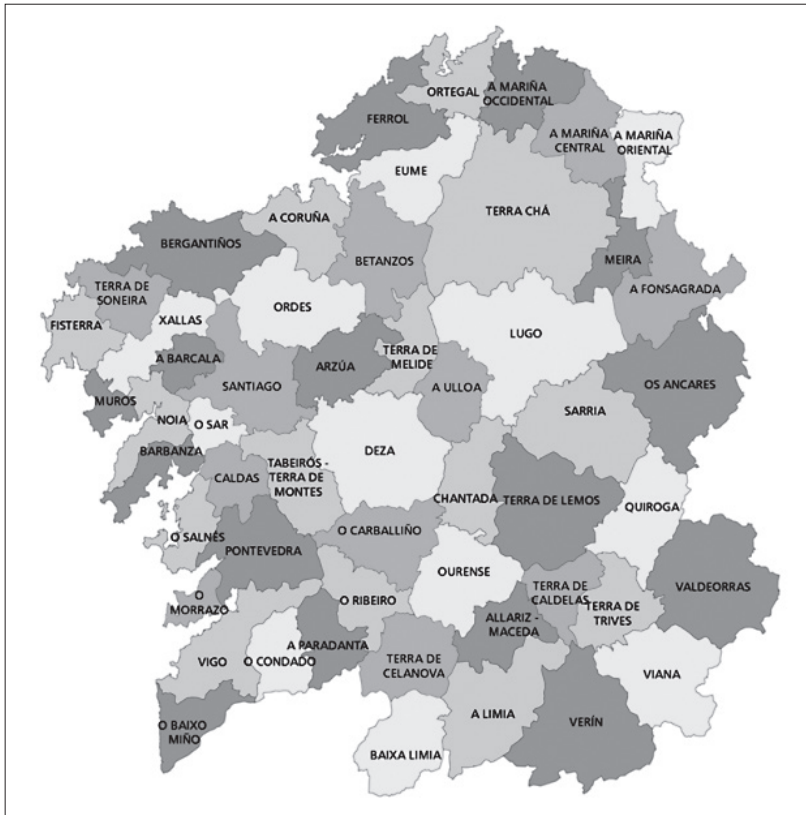 ORTEGAL
A MARIÑA
OCCIDENTAL
FERROL
A MARIÑA
CENTRAL
A MARIÑA
ORIENTAL
EUME
TERRA CHÁ
A CORUÑA
BERGANTIÑOS
BETANZOS
MEIRA
A FONSAGRADA
TERRA DE
SONEIRA
ORDES
XALLAS
FISTERRA
LUGO
A BARCALA
TERRA DE
MELIDE
ARZÚA
SANTIAGO
A ULLOA
OS ANCARES
MUROS
SARRIA
NOIA
O SAR
BARBANZA
DEZA
CALDAS
TABEIRÓS -
TERRA DE
MONTES
CHANTADA
TERRA DE LEMOS
QUIROGA
O SALNÉS
PONTEVEDRA
O CARBALLIÑO
OURENSE
VALDEORRAS
O
MORRAZO
O RIBEIRO
TERRA DE
CALDELAS
TERRA DE
TRIVES
ALLARIZ -
MACEDA
A PARADANTA
VIGO
O CONDADO
TERRA DE
CELANOVA
VIANA
A LIMIA
VERÍN
O BAIXO
MIÑO
BAIXA LIMIA